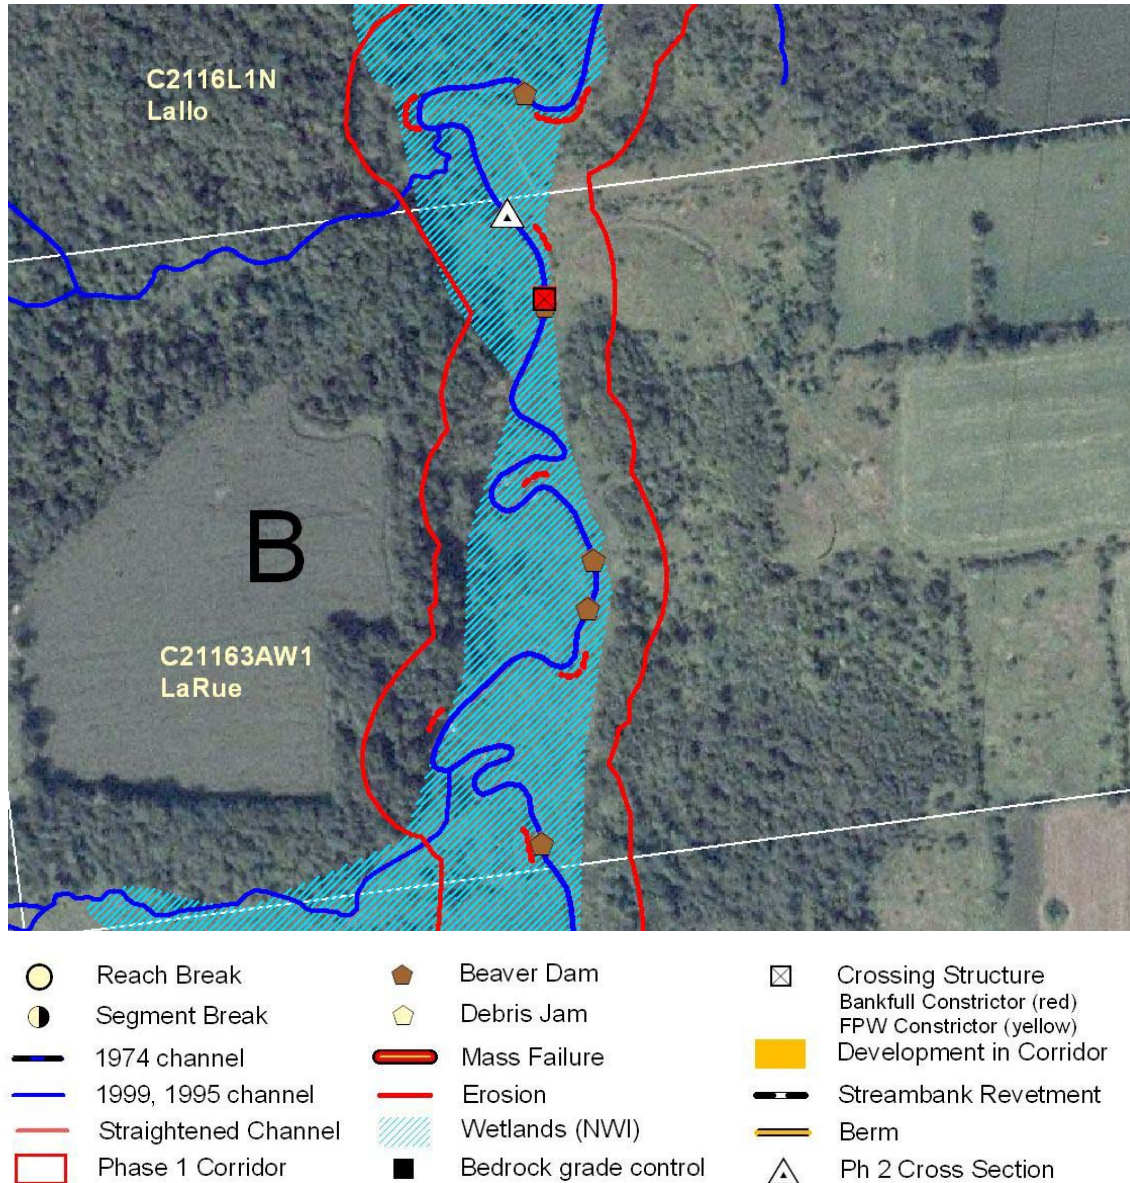 C2116L1N
Lallo
B
C21163AW1
LaRue
Reach Break
Segment Break
1974 channel
1999, 1995 channel
Straightened Channel
Phase 1 Corridor
Beaver Dam
Debris Jam
Mass Failure
Erosion
Wetlands (NWI)
Bedrock grade control
Crossing Structure
Bankfull Constrictor (red)
FPW Constrictor (yellow)
Development in Corridor
Streambank Revetment
Berm
Ph 2 Cross Section